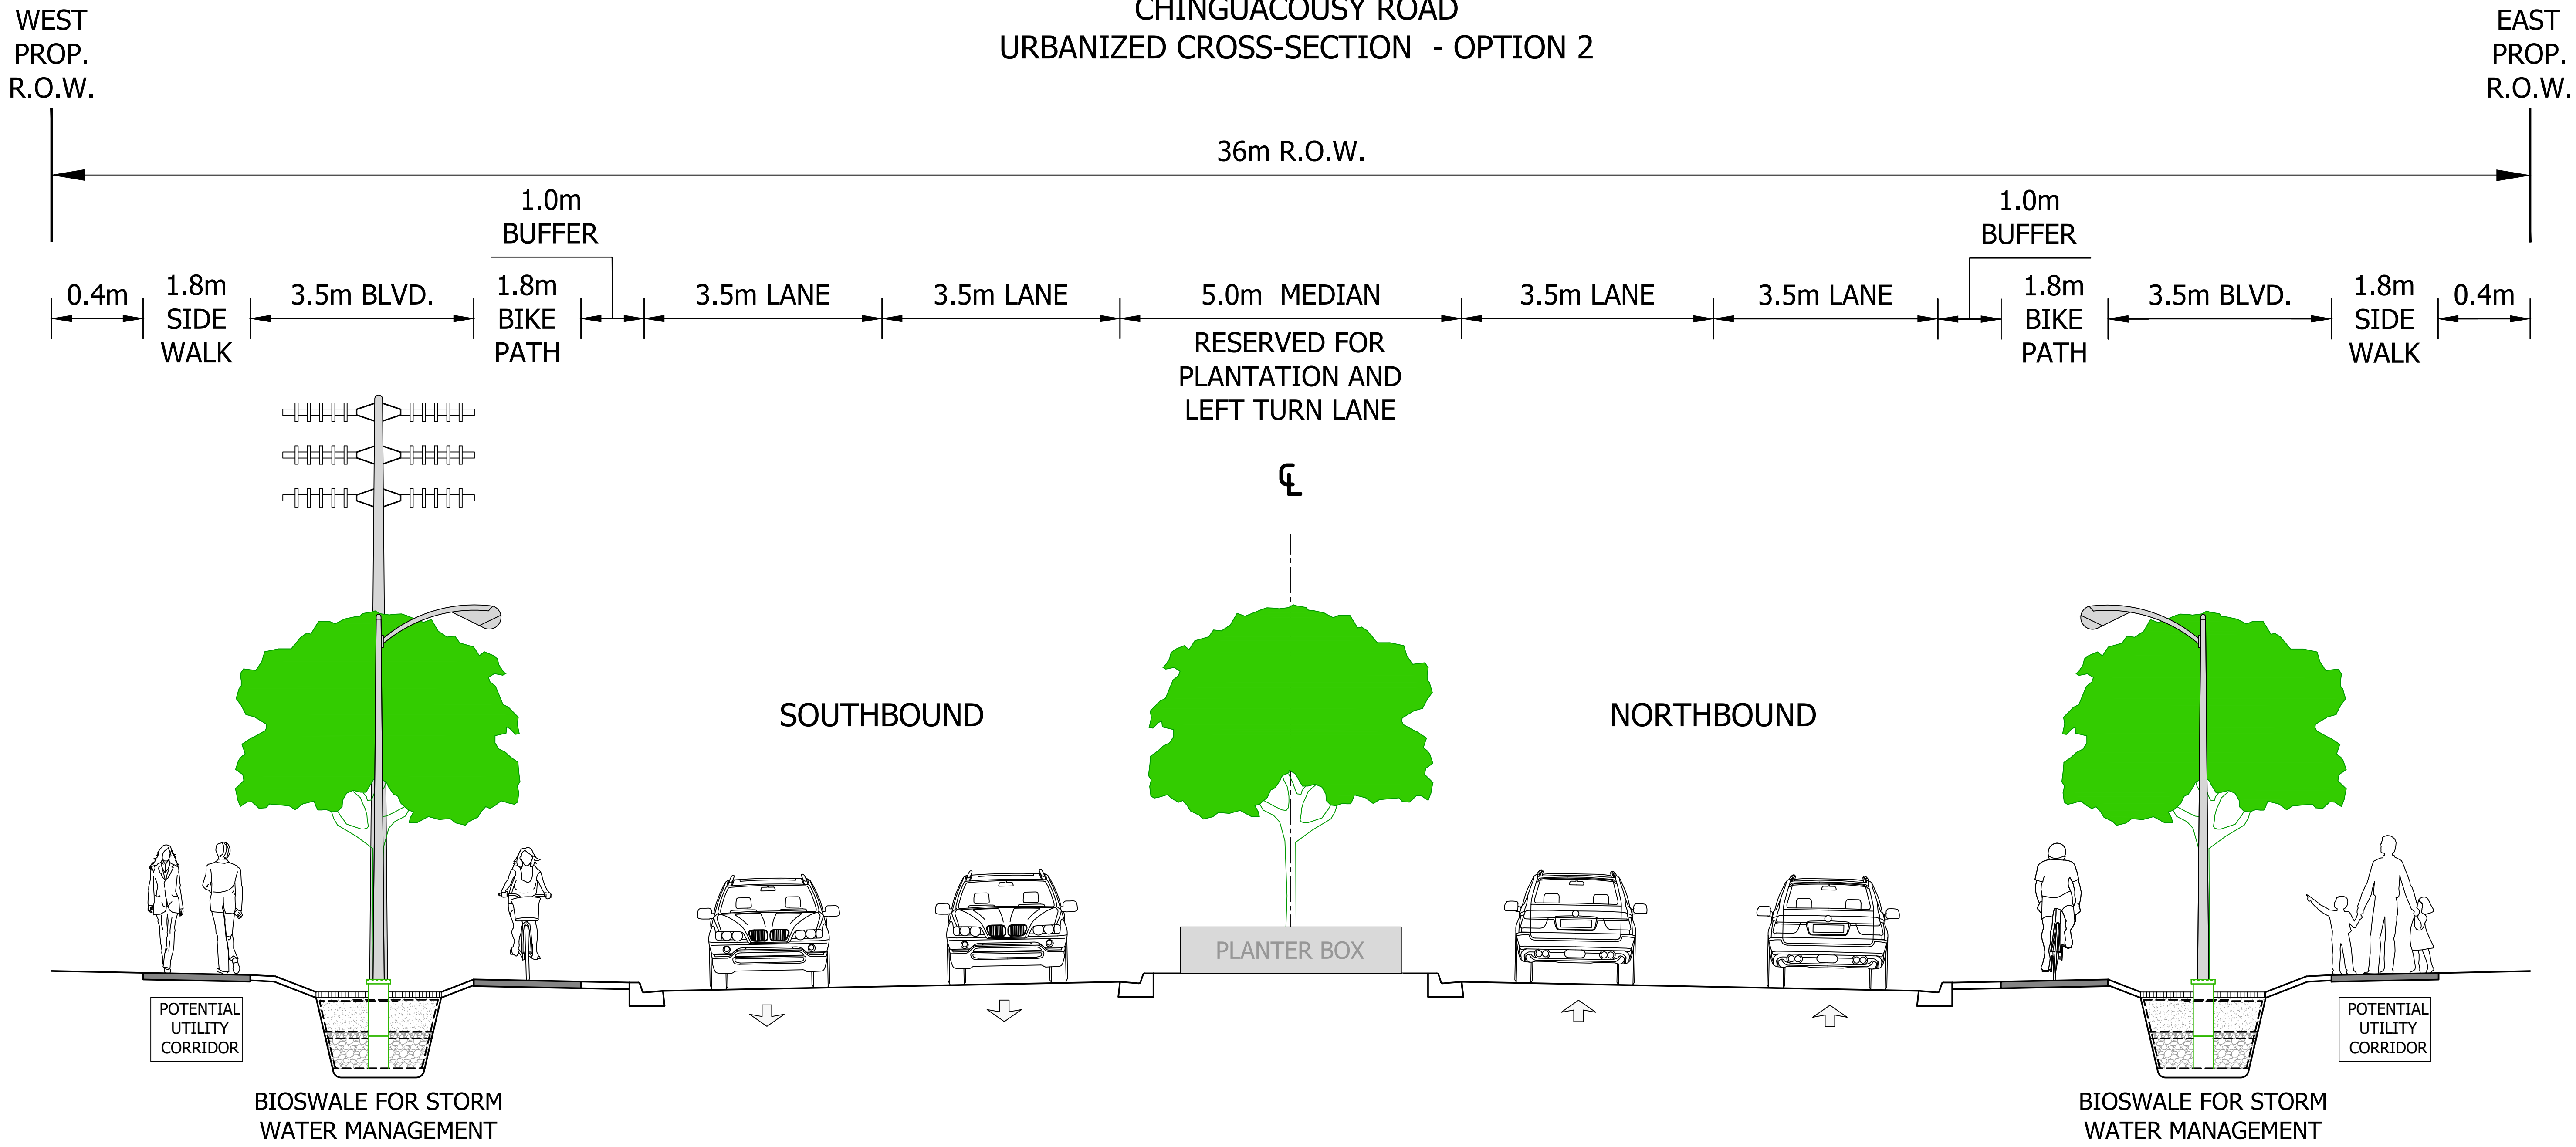 CHINGUACOUSY ROAD
URBANIZED CROSS-SECTION - OPTION 2
WEST
PROP.
R.O.W.
EAST
PROP.
R.O.W.
36m R.O.W.
1.0m
BUFFER
1.0m
BUFFER
0.4m
1.8m
SIDE
WALK
3.5m BLVD.
1.8m
BIKE
PATH
3.5m LANE
3.5m LANE
5.0m MEDIAN
RESERVED FOR
PLANTATION AND
LEFT TURN LANE
3.5m LANE
3.5m LANE
1.8m
BIKE
PATH
3.5m BLVD.
1.8m
SIDE
WALK
0.4m
℄
SOUTHBOUND
NORTHBOUND
PLANTER BOX
POTENTIAL
UTILITY
CORRIDOR
BIOSWALE FOR STORM
WATER MANAGEMENT
POTENTIAL
UTILITY
CORRIDOR
BIOSWALE FOR STORM
WATER MANAGEMENT